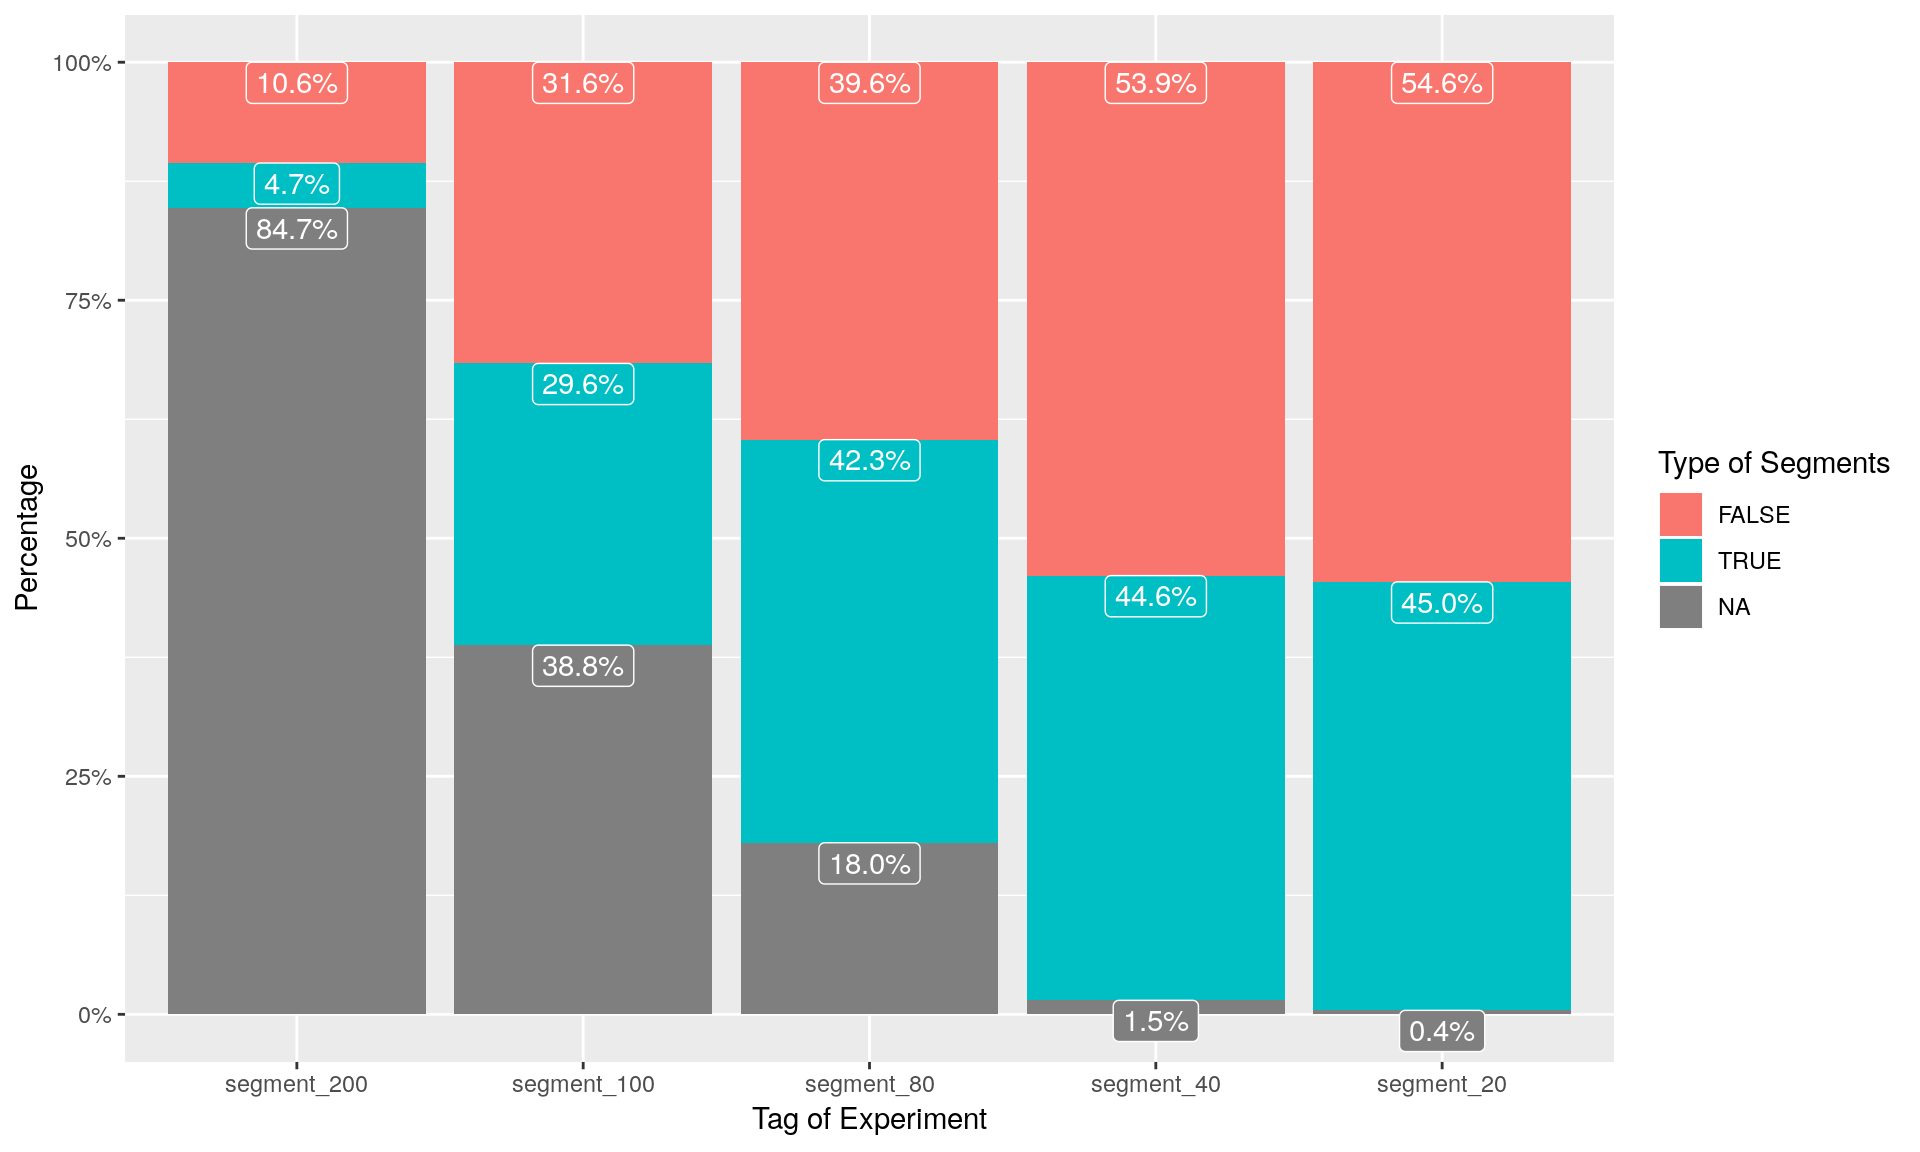 100%
75%
50%
25%
0%
Percentage
10.6%
4.7%
84.7%
31.6%
29.6%
38.8%
39.6%
42.3%
18.0%
53.9%
44.6%
1.5%
54.6%
45.0%
0.4%
segment_200
segment_100
segment_80
segment_40
segment_20
Tag of Experiment
Type of Segments
FALSE
TRUE
NA